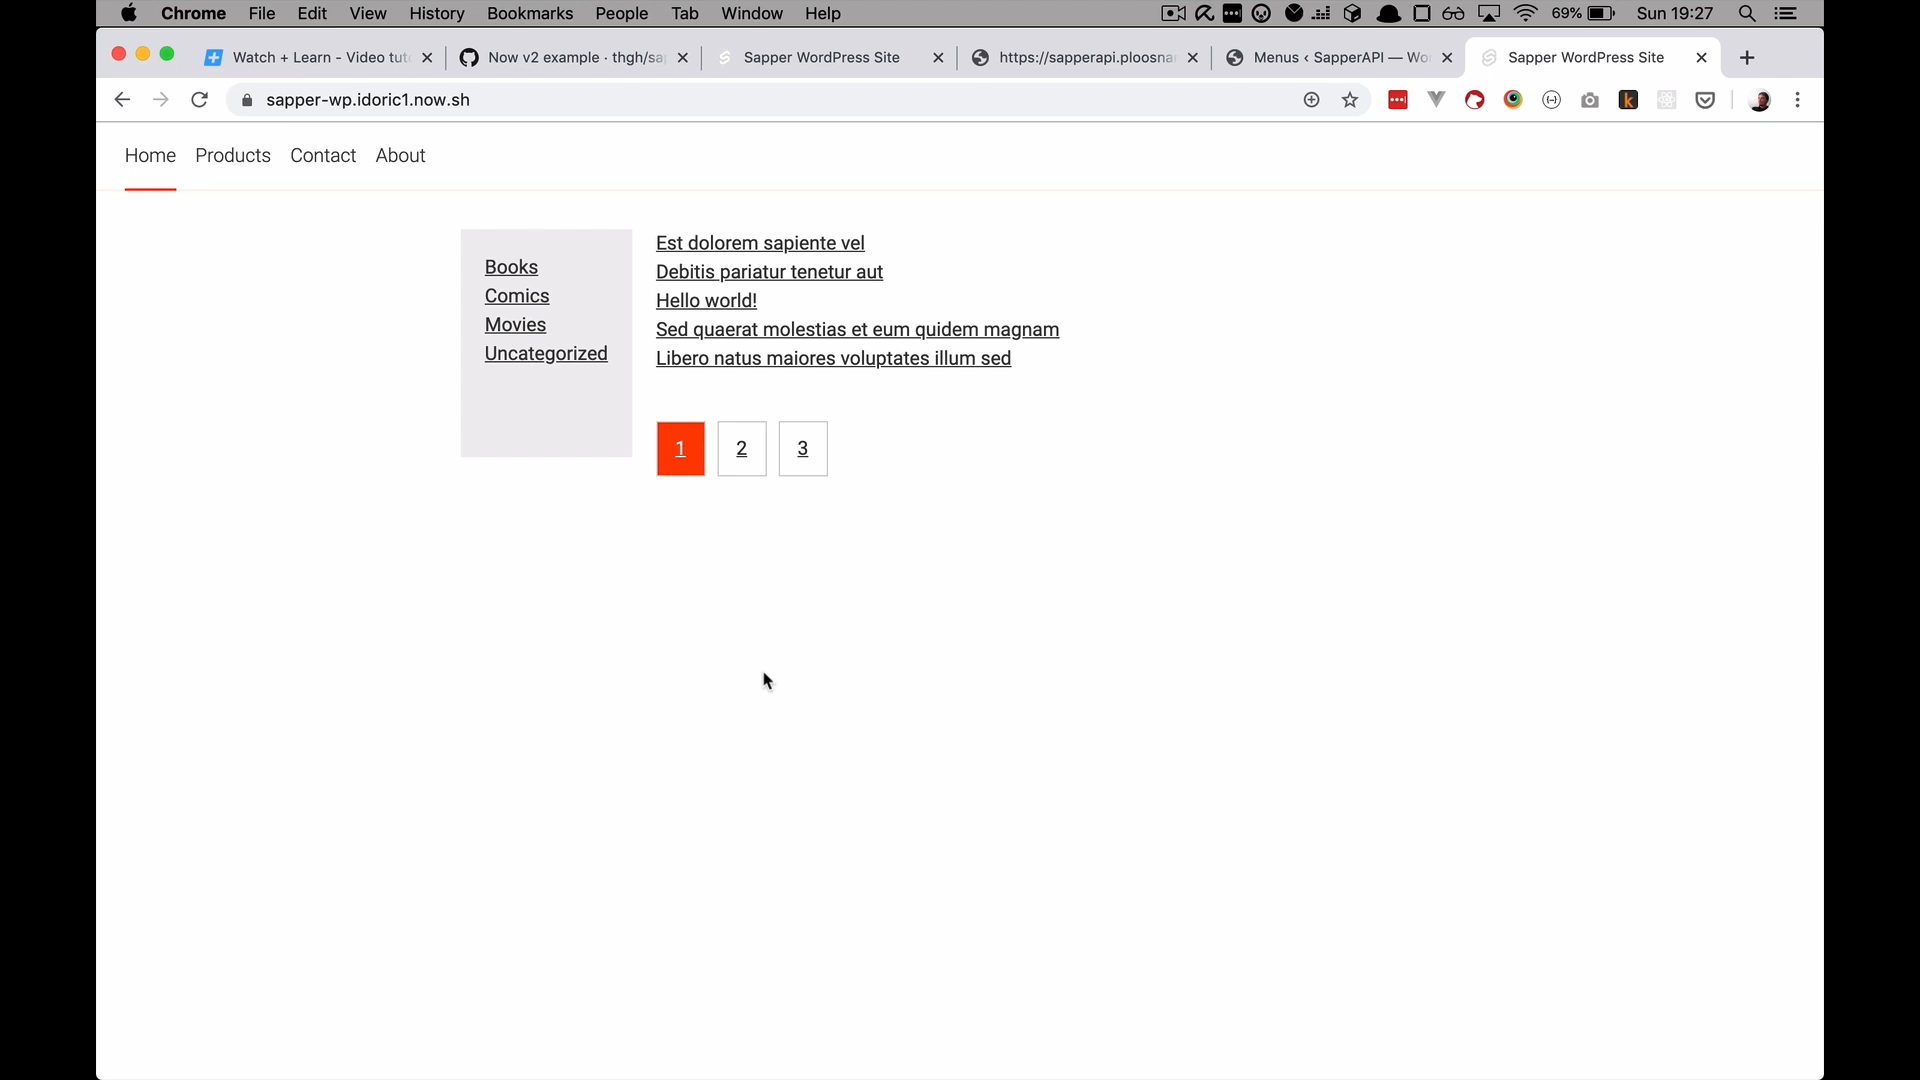 Chrome File Edit View History Bookmarks People Tab Window Help 69% Sun 19:27
Watch + Learn - Video tut Now v2 example · thgh/sa Sapper WordPress Site https://sapperapi.ploosna Menus ‹ SapperAPI — Wo Sapper WordPress Site
sapper-wp.idoric1.now.sh
Home Products Contact About
Books
Comics
Movies
Uncategorized
Est dolorem sapiente vel
Debitis pariatur tenetur aut
Hello world!
Sed quaerat molestias et eum quidem magnam
Libero natus maiores voluptates illum sed
1 2 3